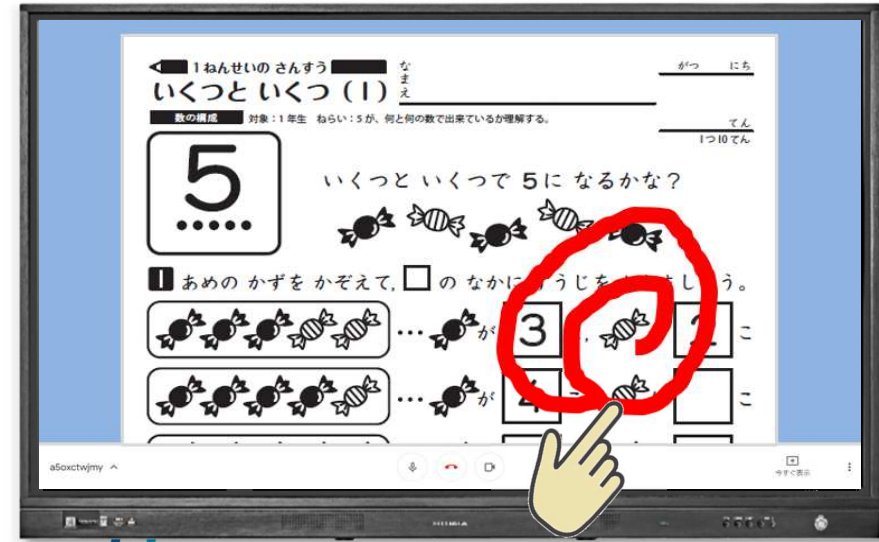 1ねんせいの さんすう
いくつと いくつ (1)
なまえ
がつ にち
数の構成 対象:1年生 ねらい:5が、何と何の数で出来ているか理解する。
てん
1つ10てん
5
いくつと いくつで 5に なるかな?
1 あめの かずを かぞえて, □の なかに すうじを う。
… が 3 , 2 こ
… が 4 こ
a5oxctwjmy
今すぐ表示